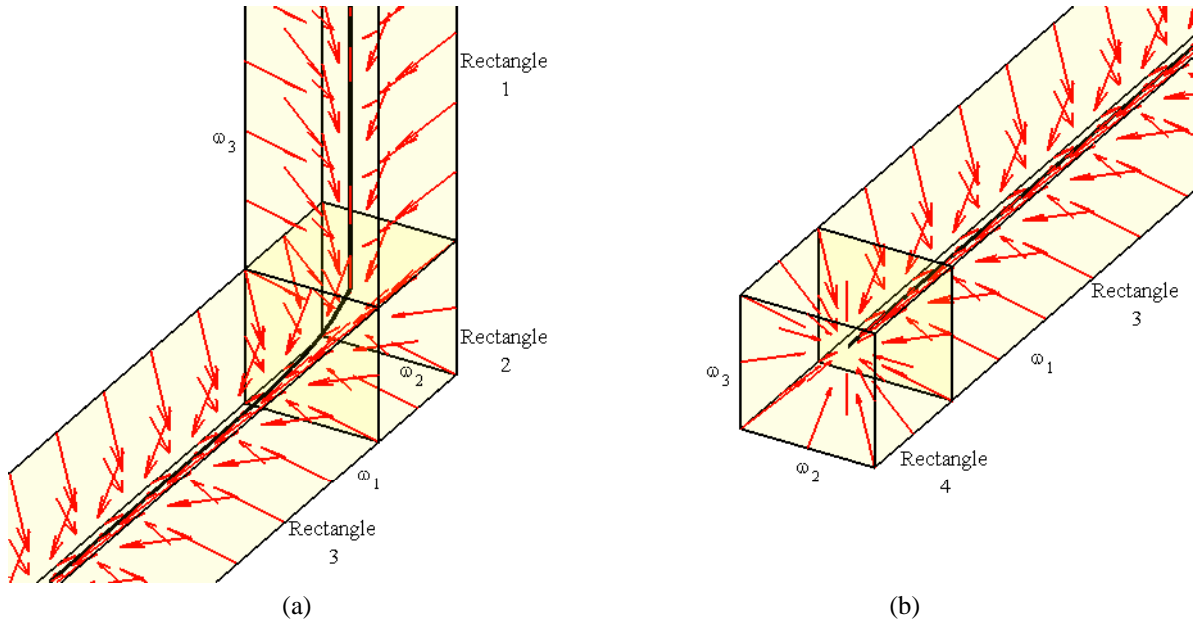 Rectangle
1
ω3
Rectangle
2
ω2
ω1
Rectangle
3
(a)
Rectangle
3
ω1
ω3
ω2
Rectangle
4
(b)